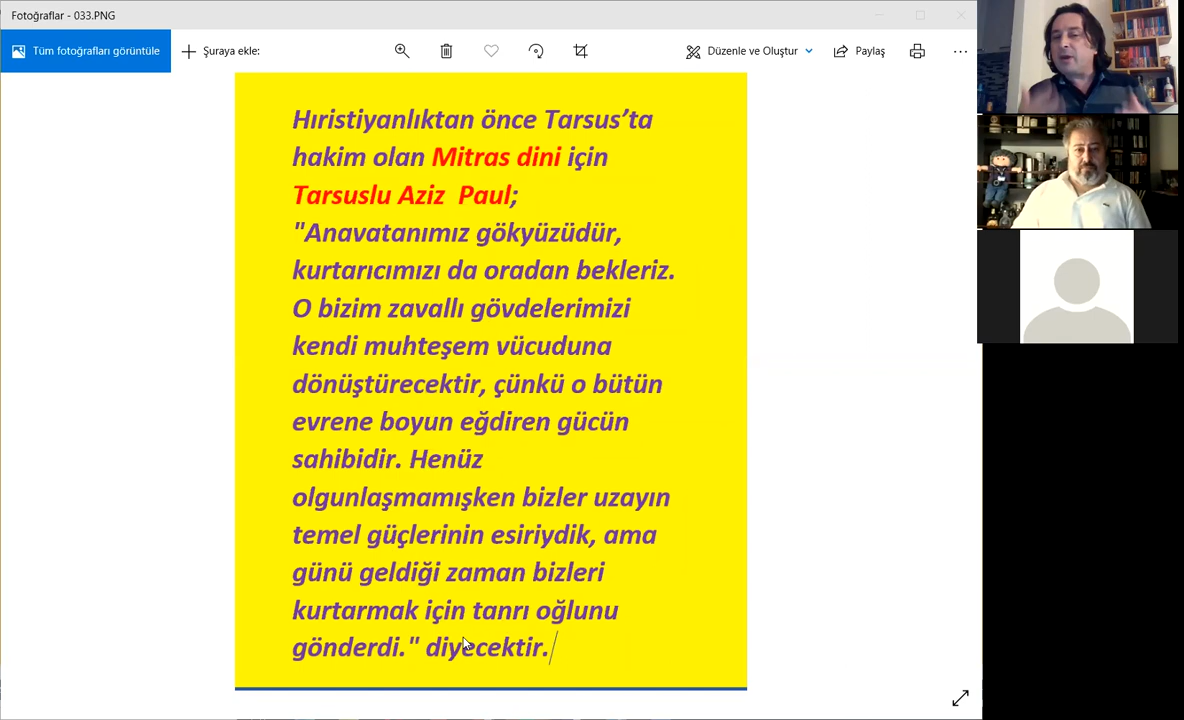 Fotoğraflar - 033.PNG
Tüm fotoğrafları görüntüle
Şuraya ekle:
Düzenle ve Oluştur
Paylaş
Hıristiyanlıktan önce Tarsus’ta
hakim olan Mitras dini için
Tarsuslu Aziz Paul;
"Anavatanımız gökyüzüdür,
kurtarıcımızı da oradan bekleriz.
O bizim zavallı gövdelerimizi
kendi muhteşem vücuduna
dönüştürecektir, çünkü o bütün
evrene boyun eğdiren gücün
sahibidir. Henüz
olgunlaşmamışken bizler uzayın
temel güçlerinin esiriydik, ama
günü geldiği zaman bizleri
kurtarmak için tanrı oğlunu
gönderdi." diyecektir.